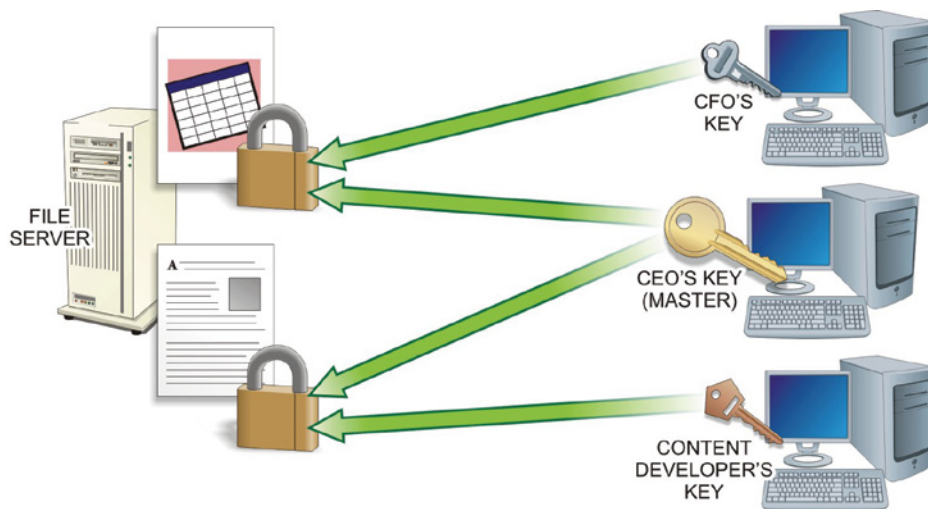 FILE
SERVER
A
CFO'S
KEY
CEO'S KEY
(MASTER)
CONTENT
DEVELOPER'S
KEY